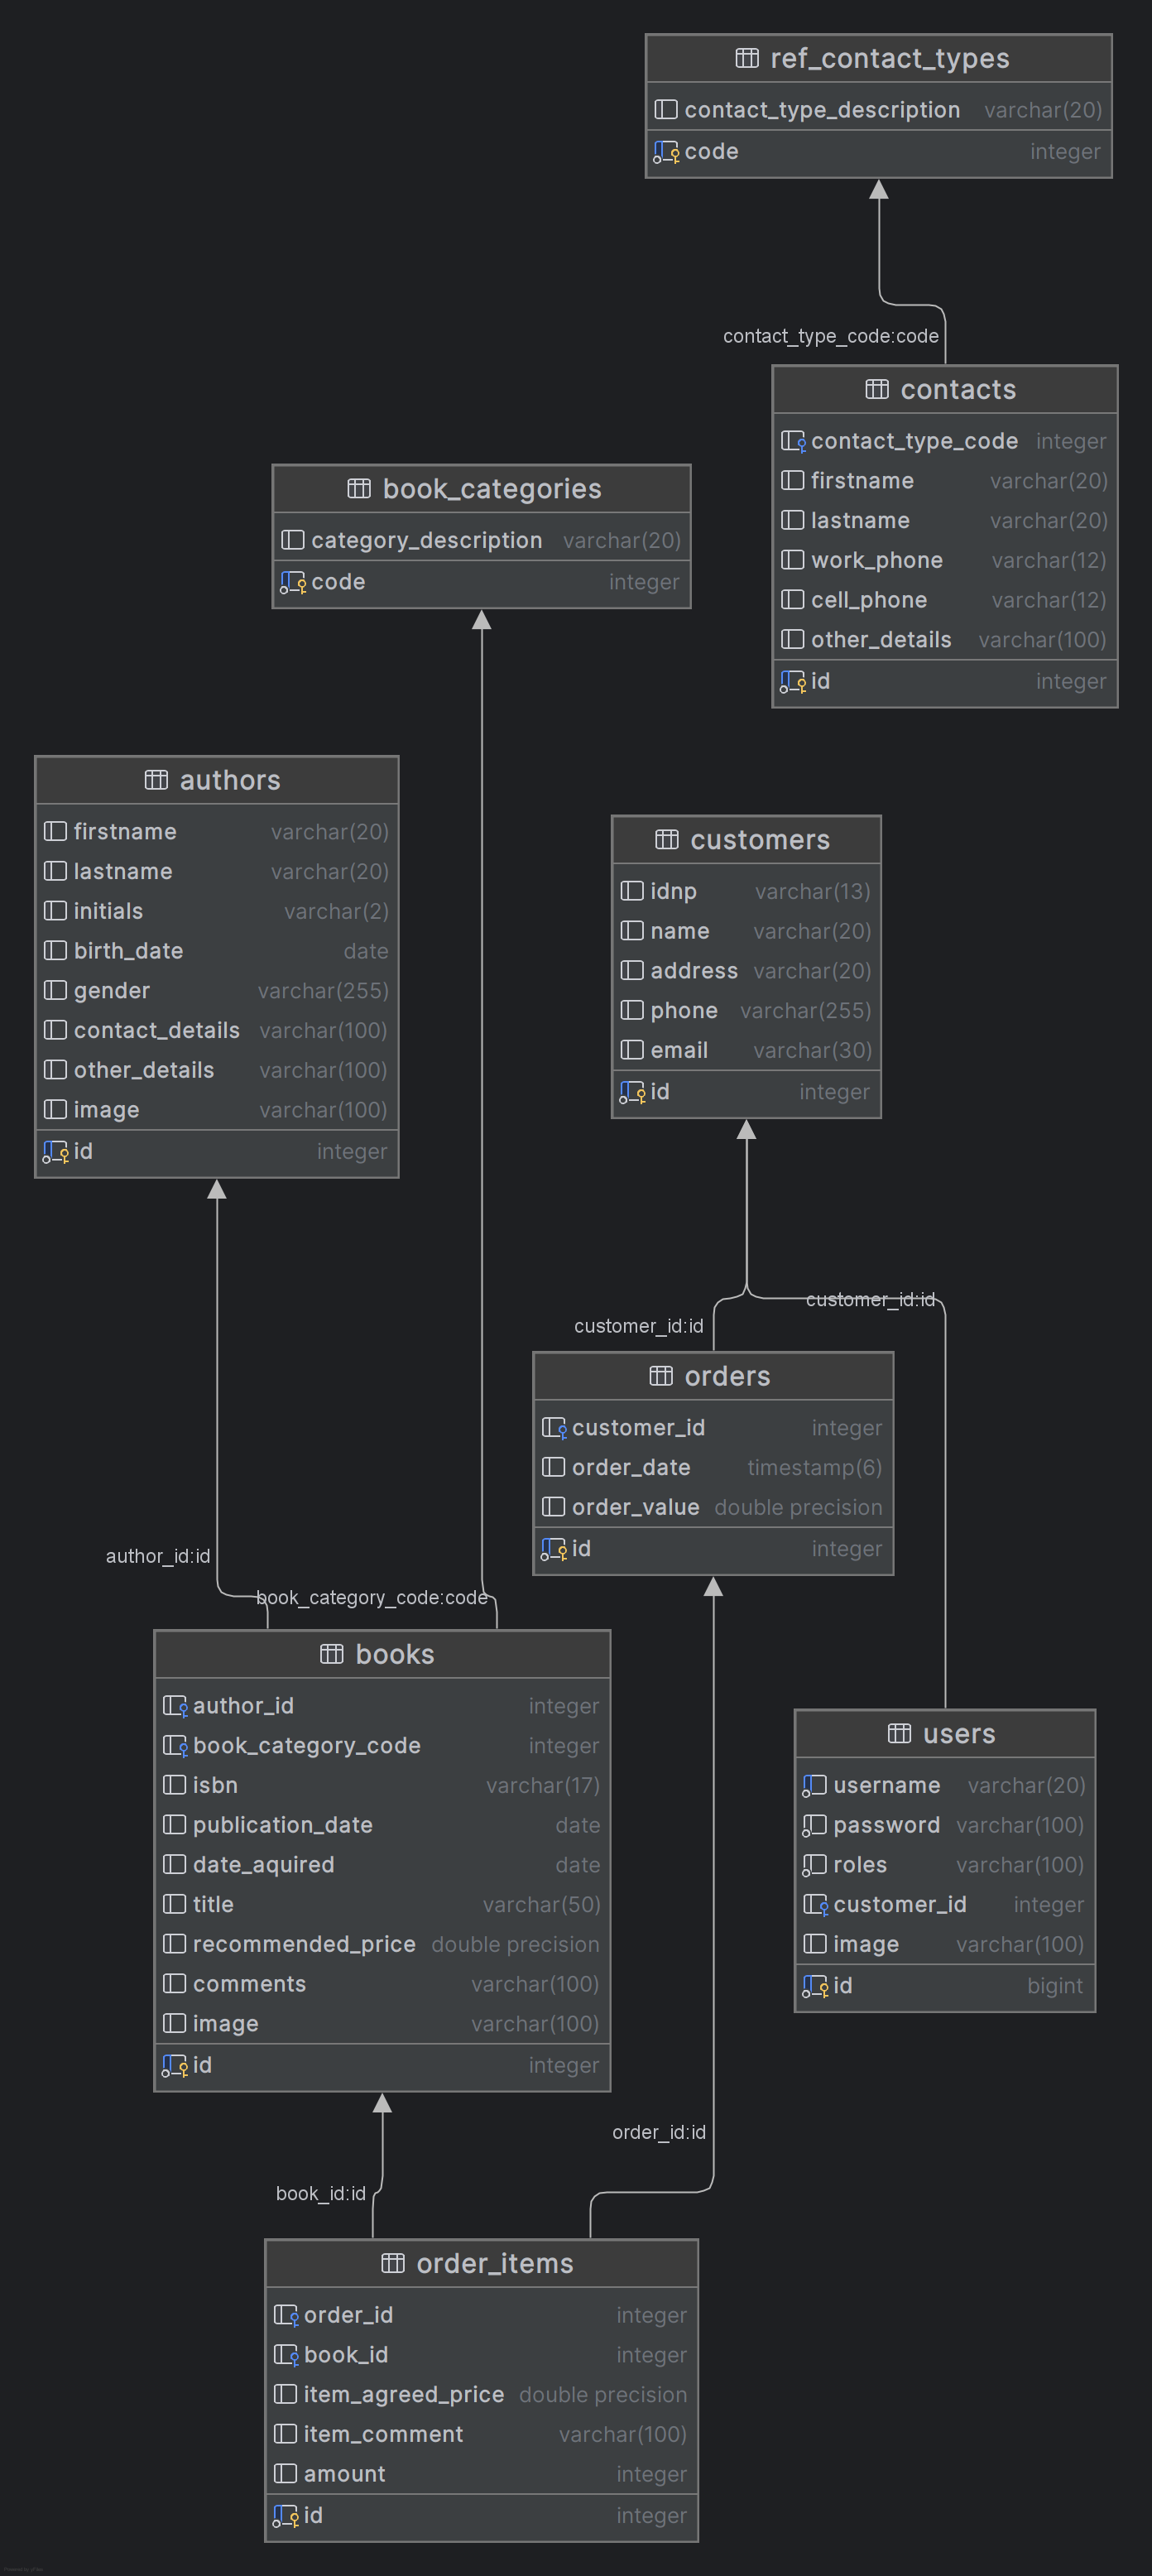 ref_contact_types
contact_type_description varchar(20)
code integer
contact_type_code:code
contacts
contact_type_code integer
firstname varchar(20)
lastname varchar(20)
work_phone varchar(12)
cell_phone varchar(12)
other_details varchar(100)
id integer
book_categories
category_description varchar(20)
code integer
authors
firstname varchar(20)
lastname varchar(20)
initials varchar(2)
birth_date date
gender varchar(255)
contact_details varchar(100)
other_details varchar(100)
image varchar(100)
id integer
customers
idnp varchar(13)
name varchar(20)
address varchar(20)
phone varchar(255)
email varchar(30)
id integer
customer_id:id
customer_id:id
orders
customer_id integer
order_date timestamp(6)
order_value double precision
id integer
author_id:id
book_category_code:code
books
author_id integer
book_category_code integer
isbn varchar(17)
publication_date date
date_aquired date
title varchar(50)
recommended_price double precision
comments varchar(100)
image varchar(100)
id integer
users
username varchar(20)
password varchar(100)
roles varchar(100)
customer_id integer
image varchar(100)
id bigint
order_id:id
book_id:id
order_items
order_id integer
book_id integer
item_agreed_price double precision
item_comment varchar(100)
amount integer
id integer